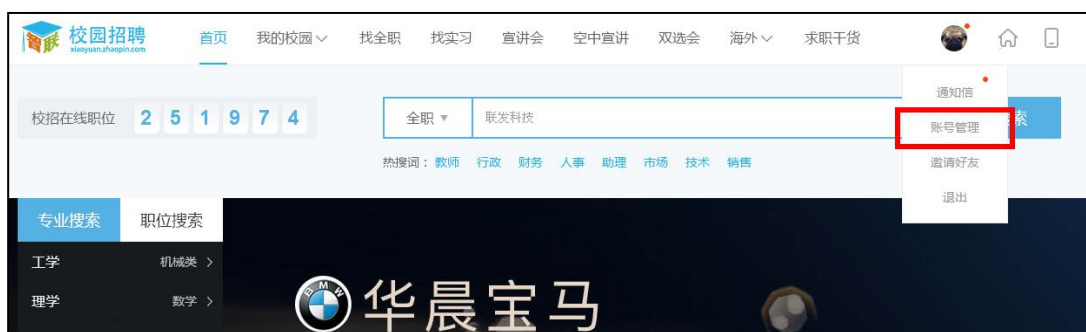 智联 校园招聘
xiaoyuan.zhaopin.com
首页 我的校园 找全职 找实习 宣讲会 空中宣讲 双选会 海外 求职干货
通知信
账号管理
邀请好友
退出
校招在线职位 2 5 1 9 7 4
全职 联发科技 索
热搜词： 教师 行政 财务 人事 助理 市场 技术 销售
专业搜索 职位搜索
工学 机械类
理学 数学
BMW 华晨宝马